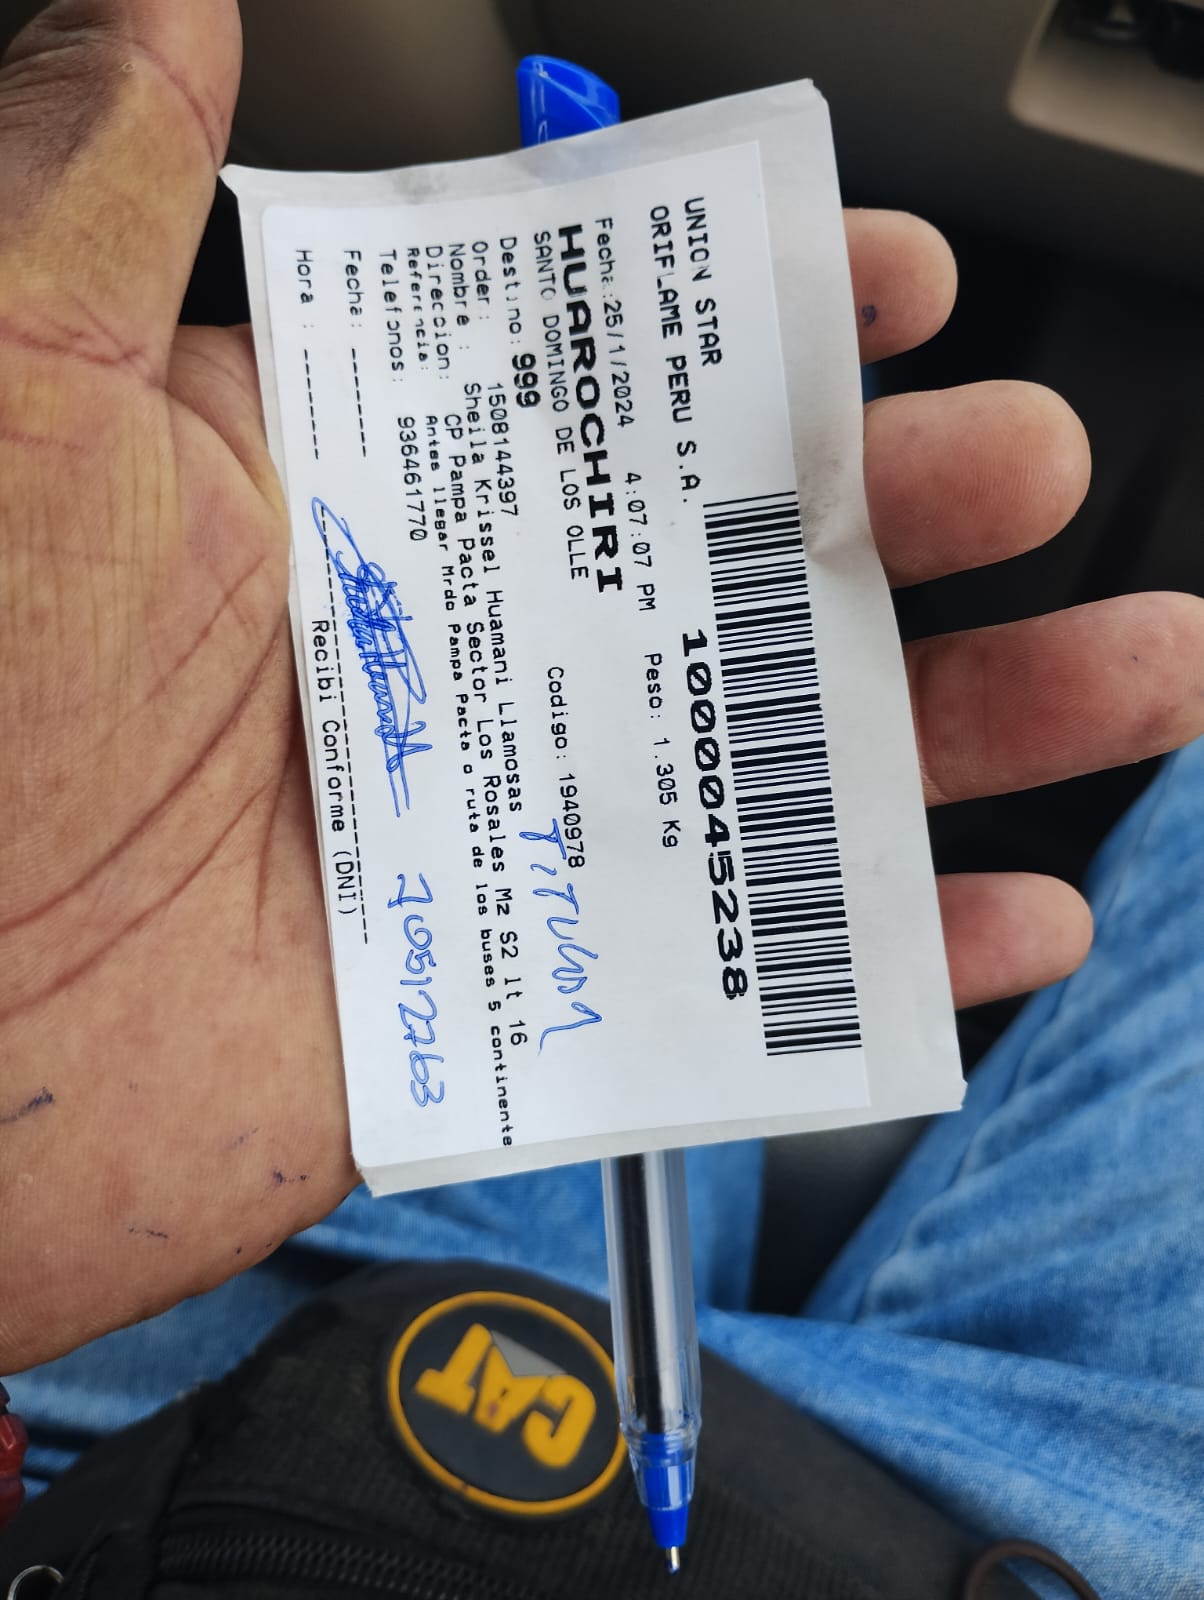 UNION STAR
ORIFLAME PERU S.A.
10000045238
Fecha:25/1/2024 4:07:07 PM Peso: 1.305 Kg
HUAROCHIRI
SANTO DOMINGO DE LOS OLLE
Destino: 999 Codigo: 1940978
Order: 1508144397
Nombre : Sheila Krissel Huamani Llamosas
Direccion: CP Pampa Pacta Sector Los Rosales Mz S2 lt 16
Referencia: Antes llegar Mrdo Pampa Pacta o ruta de los buses 5 continente
Telefonos: 936461770
Titular
Fecha: --------
Hora : --------
70512763
Recibi Conforme (DNI)
CAT